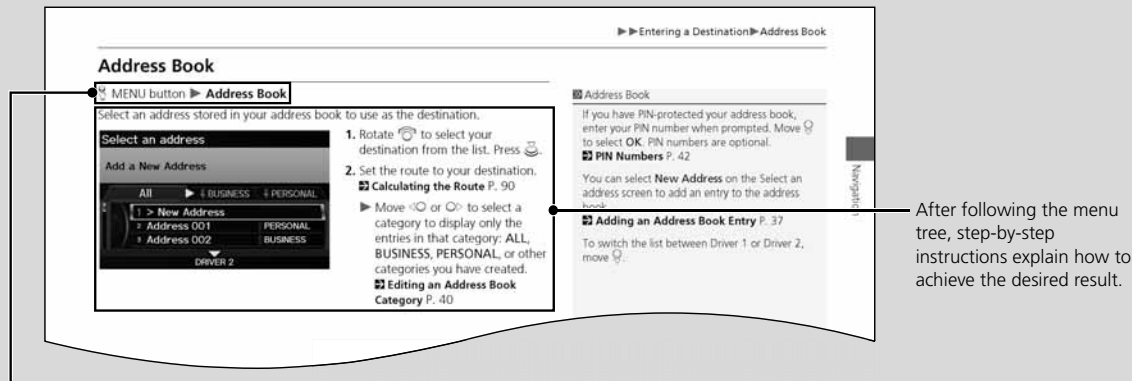 ▶▶Entering a Destination▶Address Book
Address Book
MENU button ▶ Address Book
Select an address stored in your address book to use as the destination.
Select an address
Add a New Address
All ▶ BUSINESS PERSONAL
1 > New Address
2 Address 001 PERSONAL
3 Address 002 BUSINESS
DRIVER 2
1. Rotate to select your
destination from the list. Press .
2. Set the route to your destination.
Calculating the Route P. 90
▶ Move or to select a
category to display only the
entries in that category: ALL,
BUSINESS, PERSONAL, or other
categories you have created.
Editing an Address Book
Category P. 40
Address Book
If you have PIN-protected your address book,
enter your PIN number when prompted. Move
to select OK. PIN numbers are optional.
PIN Numbers P. 42
You can select New Address on the Select an
address screen to add an entry to the address
book.
Adding an Address Book Entry P. 37
To switch the list between Driver 1 or Driver 2,
move .
Navigation
After following the menu
tree, step-by-step
instructions explain how to
achieve the desired result.